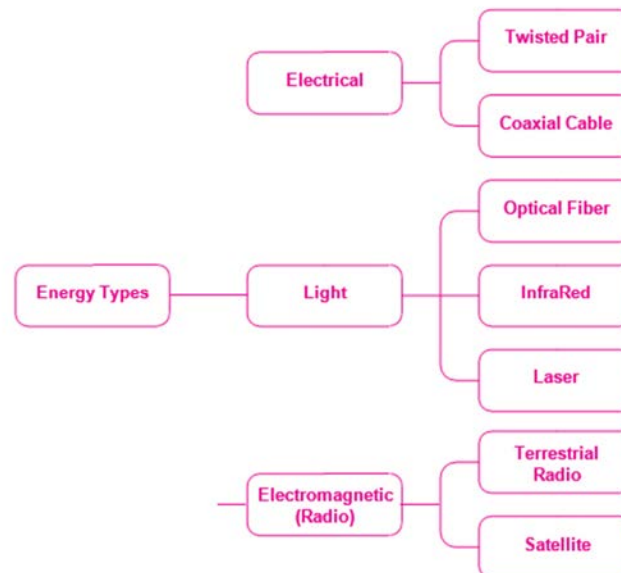 Twisted Pair
Electrical
Coaxial Cable
Optical Fiber
Energy Types
Light
InfraRed
Laser
Terrestrial
Radio
Electromagnetic
(Radio)
Satellite